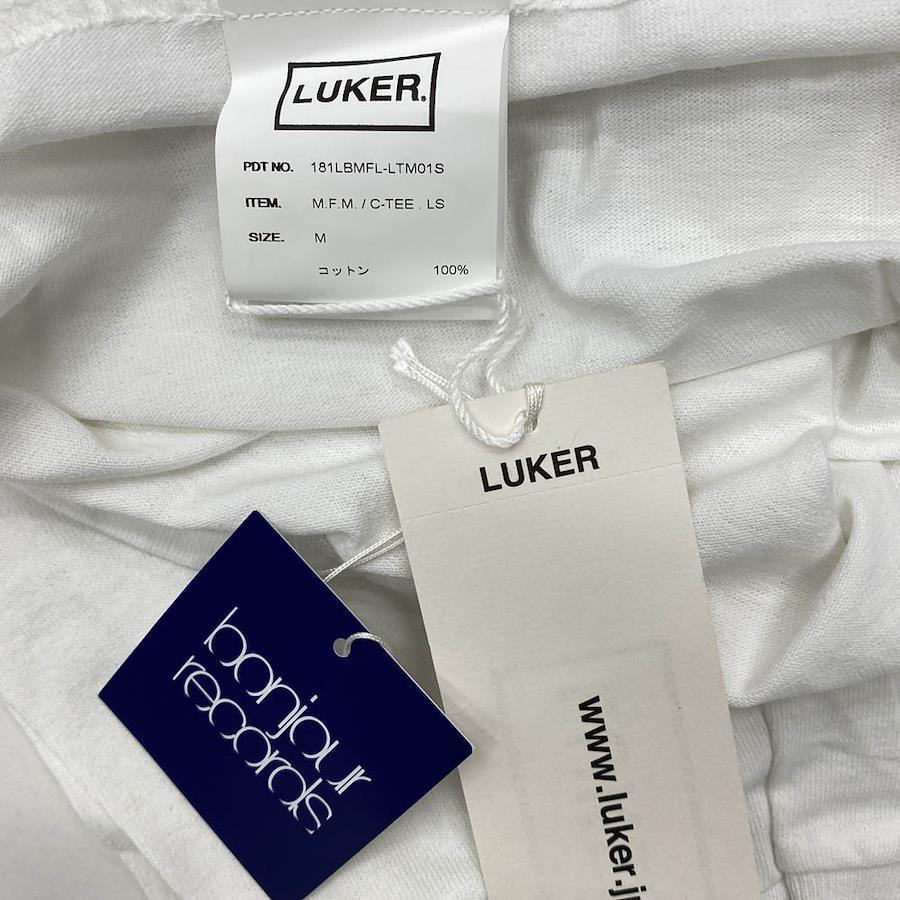 LUKER.
PDT NO. 181LBMFL-LTM01S
ITEM. M.F.M. / C-TEE . LS
SIZE. M
コットン 100%
LUKER
bonjour
records
www.luker.j